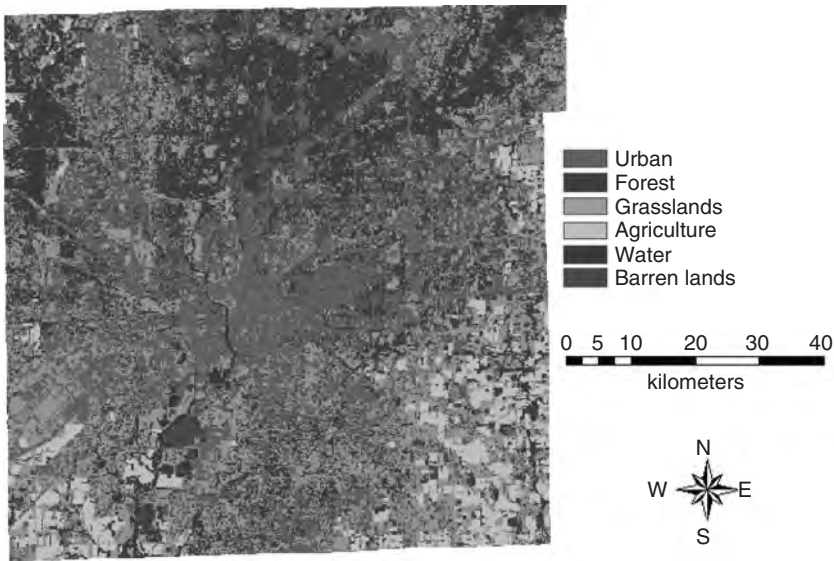 Urban
Forest
Grasslands
Agriculture
Water
Barren lands
0 5 10 20 30 40
kilometers
N
W E
S